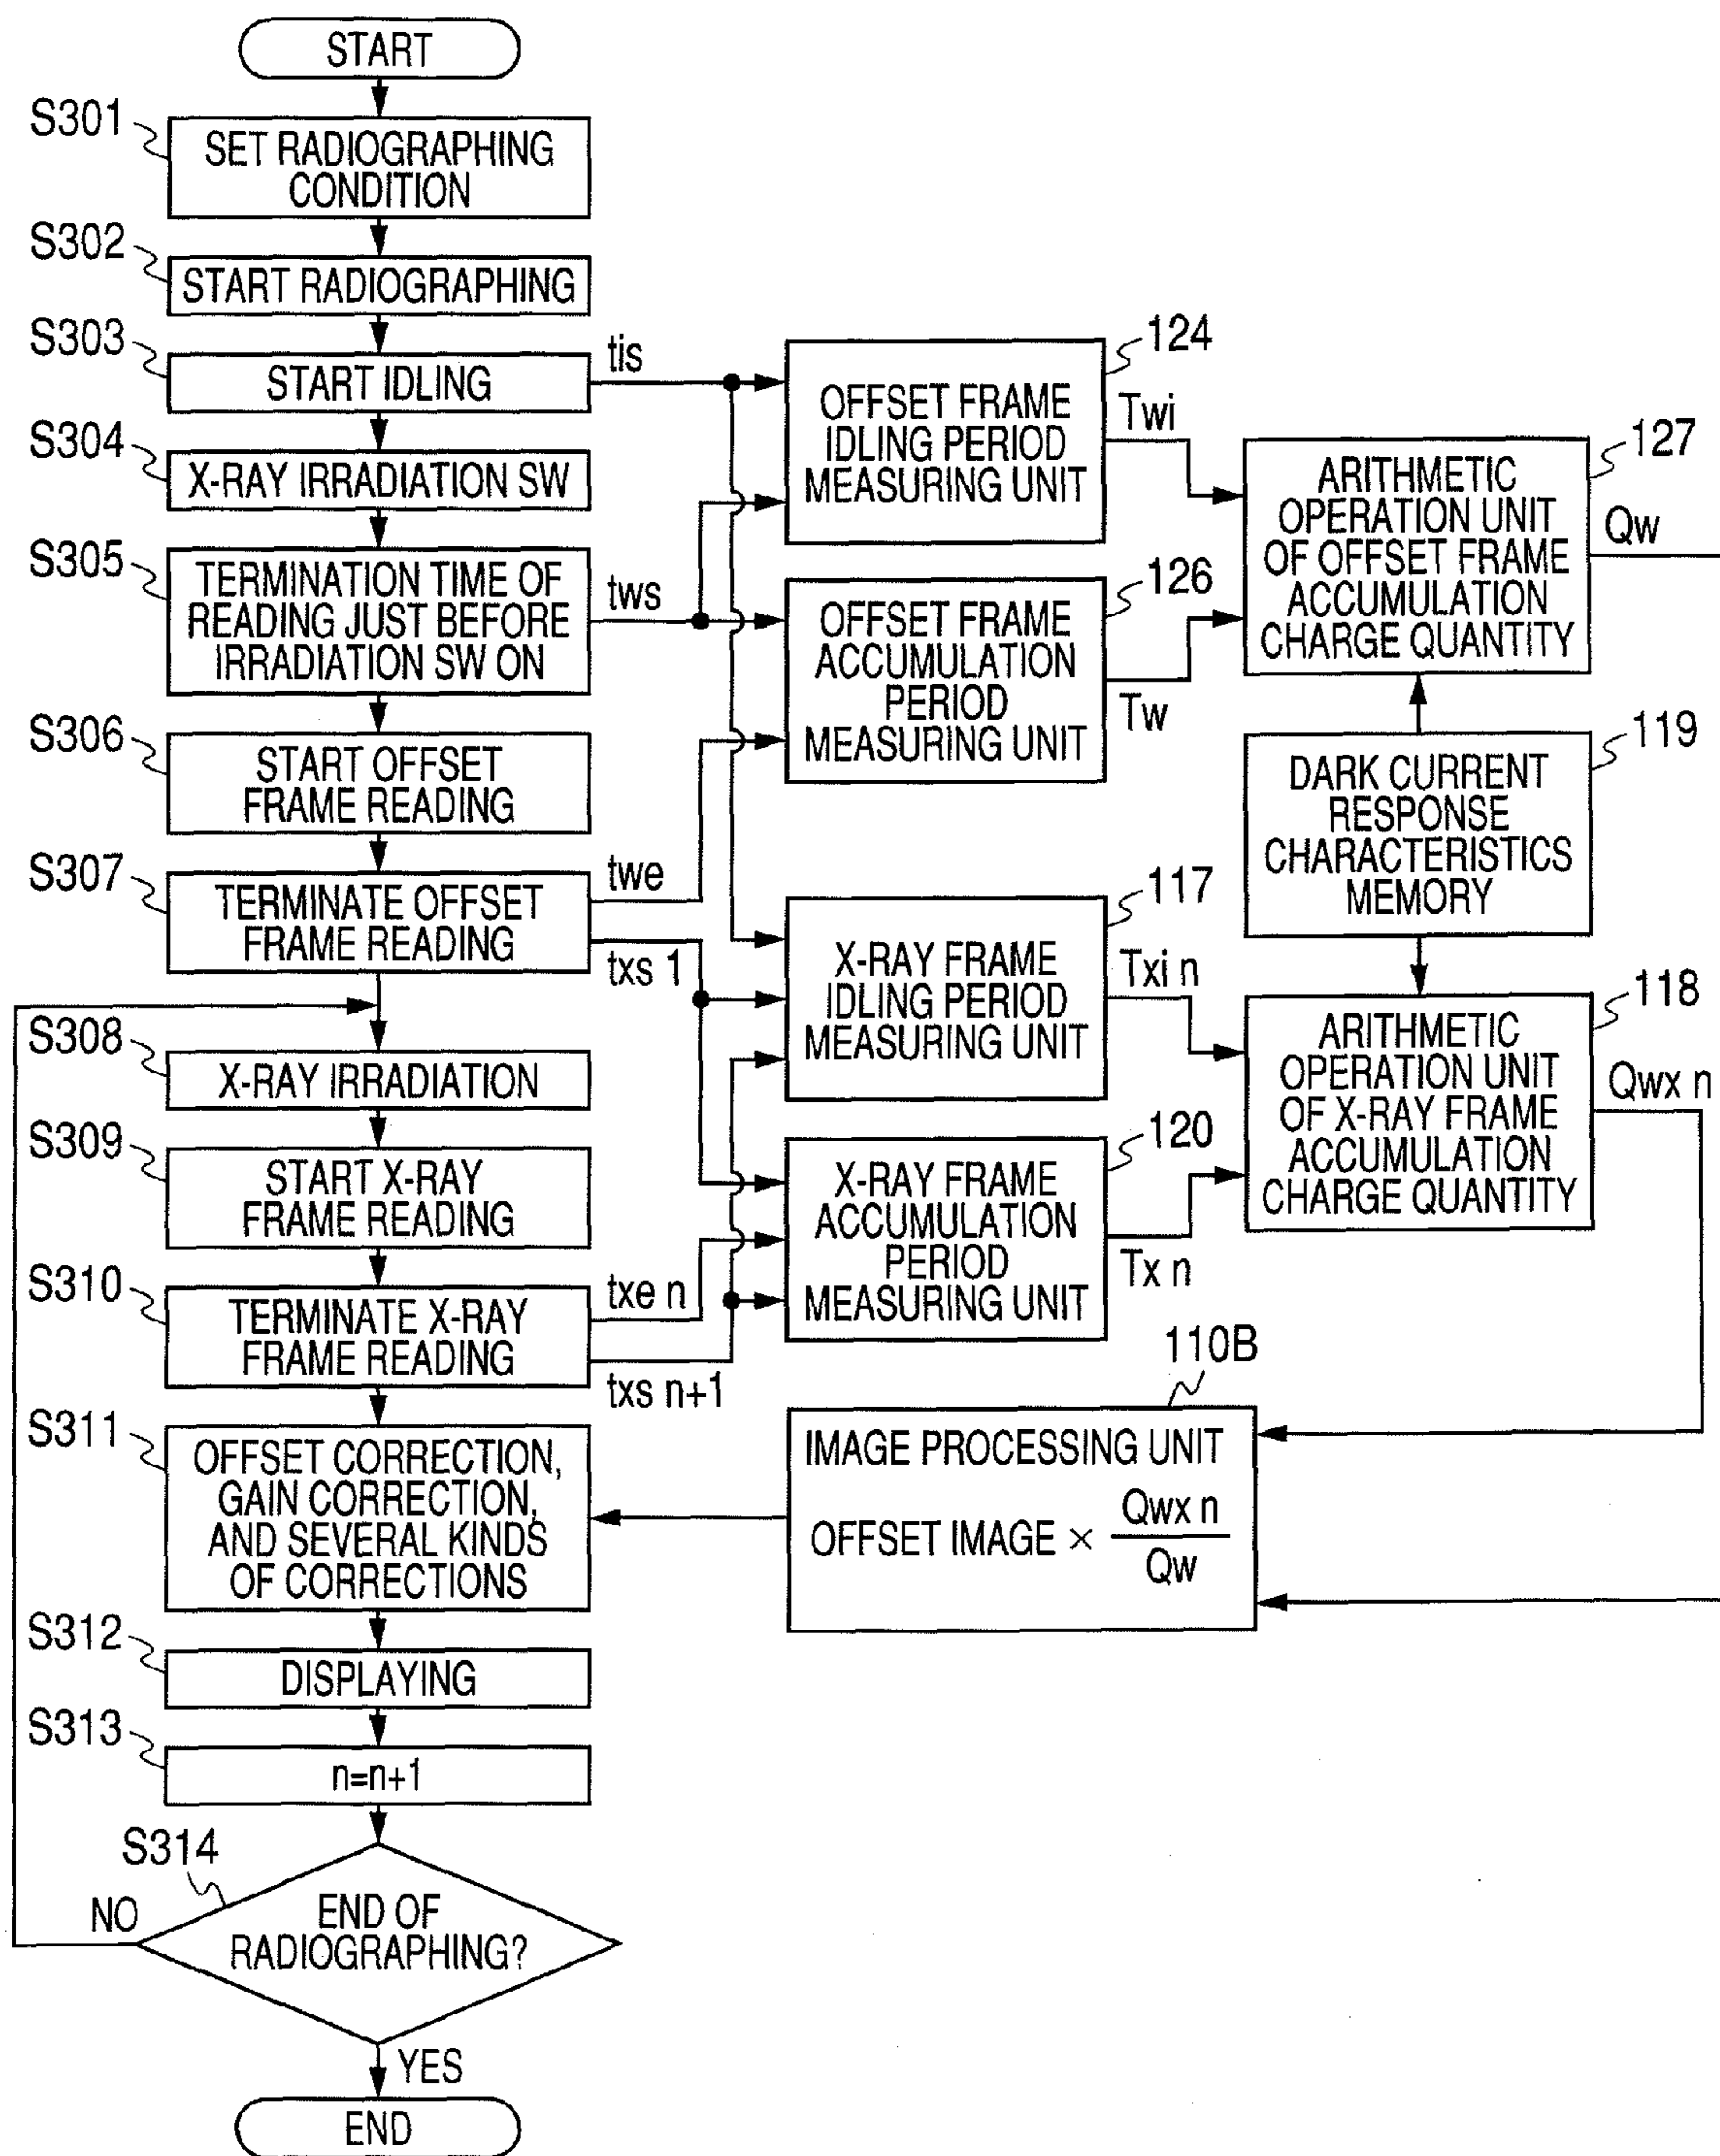 START
S301
SET RADIOGRAPHING
CONDITION
S302
START RADIOGRAPHING
S303
START IDLING
tis
S304
X-RAY IRRADIATION SW
S305
TERMINATION TIME OF
READING JUST BEFORE
IRRADIATION SW ON
tws
S306
START OFFSET
FRAME READING
S307
TERMINATE OFFSET
FRAME READING
twe
txs 1
S308
X-RAY IRRADIATION
S309
START X-RAY
FRAME READING
S310
TERMINATE X-RAY
FRAME READING
txe n
txs n+1
S311
OFFSET CORRECTION,
GAIN CORRECTION,
AND SEVERAL KINDS
OF CORRECTIONS
S312
DISPLAYING
S313
n=n+1
S314
END OF
RADIOGRAPHING?
NO
YES
END
124
OFFSET FRAME
IDLING PERIOD
MEASURING UNIT
Twi
126
OFFSET FRAME
ACCUMULATION
PERIOD
MEASURING UNIT
Tw
117
X-RAY FRAME
IDLING PERIOD
MEASURING UNIT
Txi n
120
X-RAY FRAME
ACCUMULATION
PERIOD
MEASURING UNIT
Tx n
127
ARITHMETIC
OPERATION UNIT
OF OFFSET FRAME
ACCUMULATION
CHARGE QUANTITY
Qw
119
DARK CURRENT
RESPONSE
CHARACTERISTICS
MEMORY
118
ARITHMETIC
OPERATION UNIT
OF X-RAY FRAME
ACCUMULATION
CHARGE QUANTITY
Qwx n
110B
IMAGE PROCESSING UNIT
OFFSET IMAGE × Qwx n
Qw